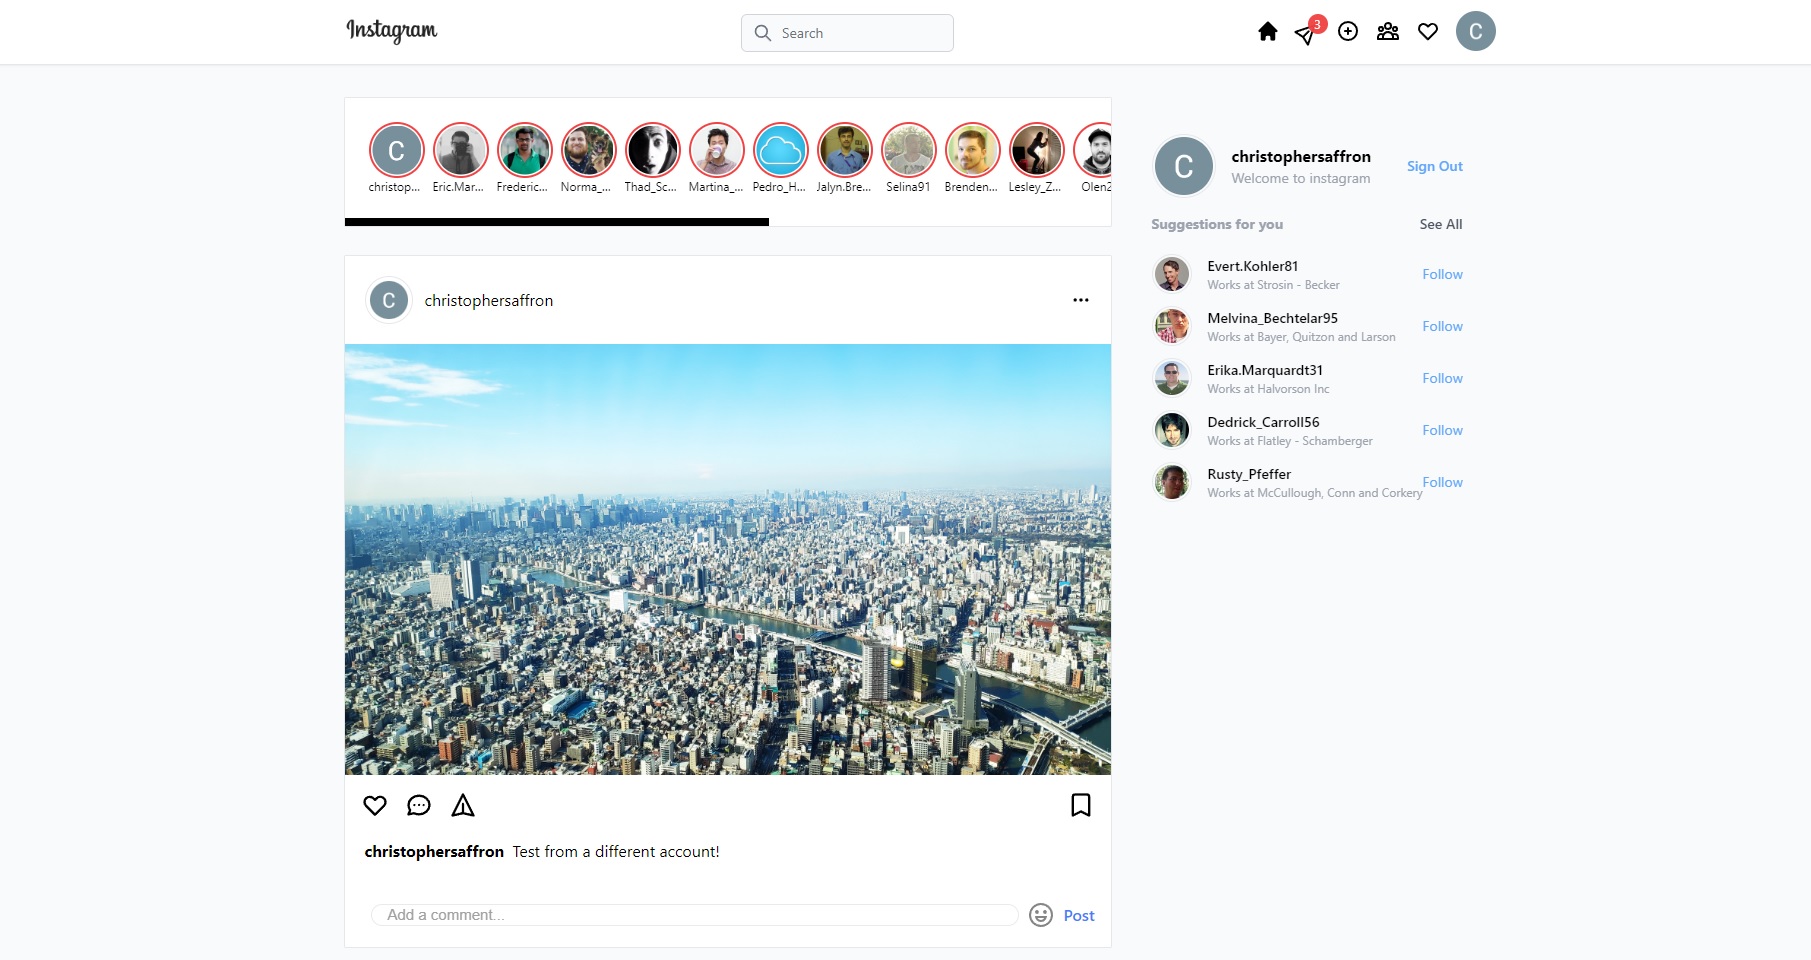 Instagram
Search
3
C
C
christop...
Eric.Mar...
Frederic...
Norma_...
Thad_Sc...
Martina_...
Pedro_H...
Jalyn.Bre...
Selina91
Brenden...
Lesley_Z...
Olen2
C
christophersaffron
Welcome to instagram
Sign Out
Suggestions for you
See All
Evert.Kohler81
Works at Strosin - Becker
Follow
Melvina_Bechtelar95
Works at Bayer, Quitzon and Larson
Follow
Erika.Marquardt31
Works at Halvorson Inc
Follow
Dedrick_Carroll56
Works at Flatley - Schamberger
Follow
Rusty_Pfeffer
Works at McCullough, Conn and Corkery
Follow
C
christophersaffron
christophersaffron Test from a different account!
Add a comment...
Post